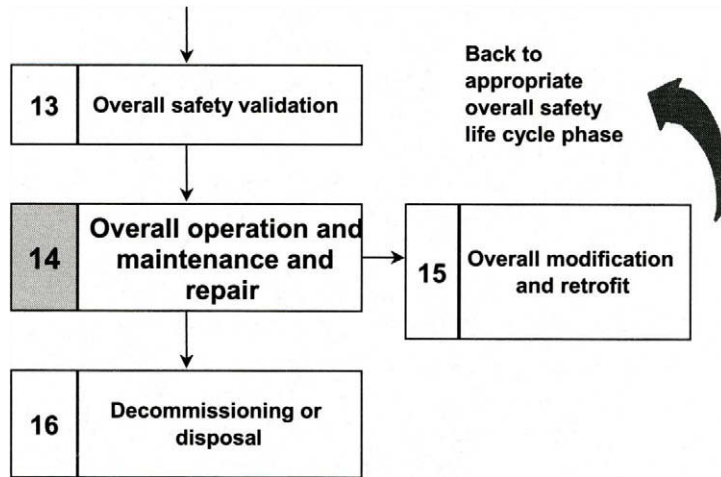 13
Overall safety validation
Back to
appropriate
overall safety
life cycle phase
14
Overall operation and
maintenance and
repair
15
Overall modification
and retrofit
16
Decommissioning or
disposal